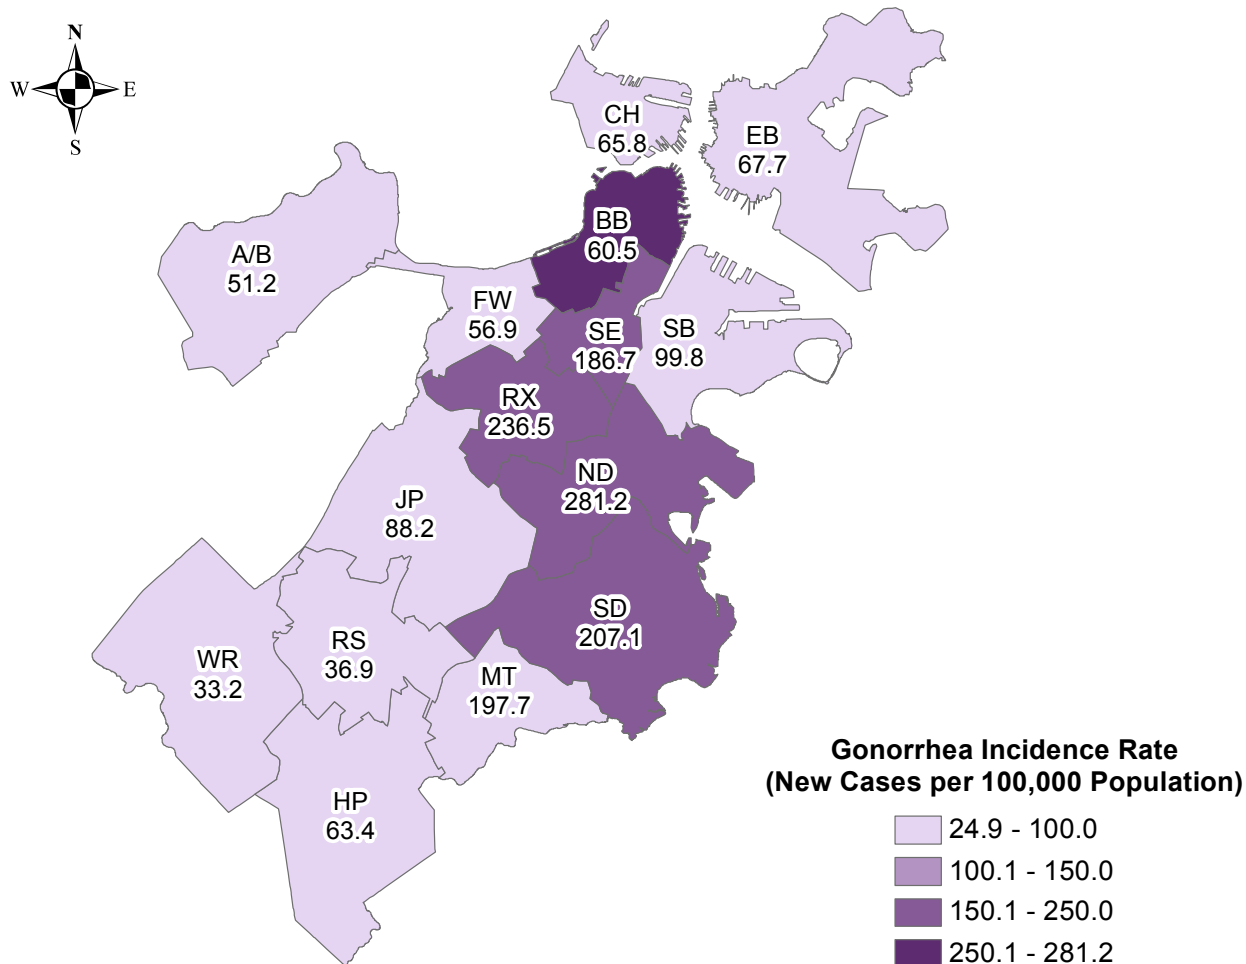 N
W E
S
CH
65.8
EB
67.7
BB
60.5
A/B
51.2
FW
56.9
SE
186.7
SB
99.8
RX
236.5
ND
281.2
JP
88.2
SD
207.1
RS
36.9
WR
33.2
MT
197.7
HP
63.4
Gonorrhea Incidence Rate
(New Cases per 100,000 Population)
24.9 - 100.0
100.1 - 150.0
150.1 - 250.0
250.1 - 281.2